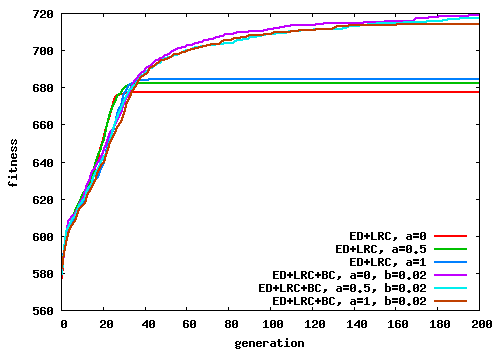 720
700
680
660
640
620
600
580
560
fitness
ED+LRC, a=0
ED+LRC, a=0.5
ED+LRC, a=1
ED+LRC+BC, a=0, b=0.02
ED+LRC+BC, a=0.5, b=0.02
ED+LRC+BC, a=1, b=0.02
0 20 40 60 80 100 120 140 160 180 200
generation